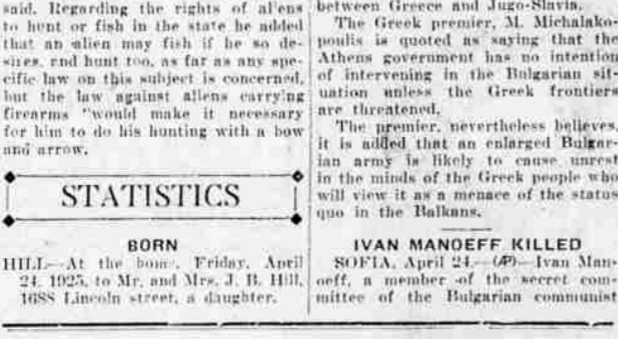 said. Regarding the rights of aliens
to hunt or fish in the state he added
that an alien may fish if he so de-
sires, and hunt too, as far as any spe-
cific law on this subject is concerned,
but the law against aliens carrying
firearms "would make it necessary
for him to do his hunting with a bow
and arrow.
STATISTICS
BORN
HILL—At the home, Friday, April
24, 1925, to Mr. and Mrs. J. B. Hill,
1688 Lincoln street, a daughter.
between Greece and Jugo-Slavia.
The Greek premier, M. Michalako-
poulis is quoted as saying that the
Athens government has no intention
of intervening in the Bulgarian sit-
uation unless the Greek frontiers
are threatened.
The premier, nevertheless believes,
it is added that an enlarged Bulgar-
ian army is likely to cause unrest
in the minds of the Greek people who
will view it as a menace of the status
quo in the Balkans.
IVAN MANOEFF KILLED
SOFIA, April 24.—(AP)—Ivan Man-
oeff, a member of the secret com-
mittee of the Bulgarian communist